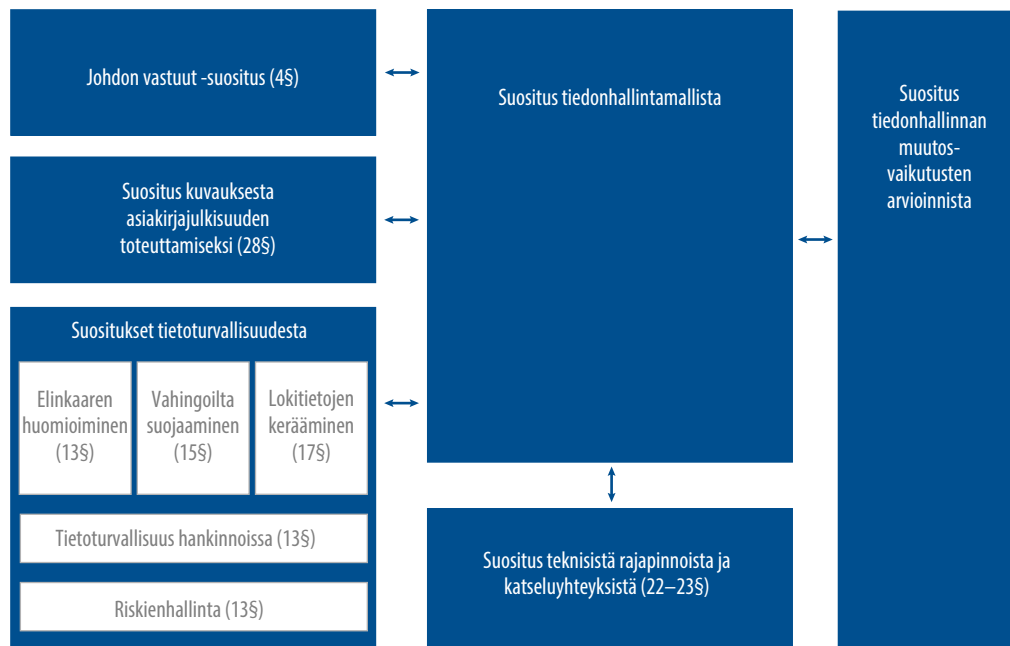 Johdon vastuut -suositus (4§)
Suositus kuvauksesta
asiakirjajulkisuuden
toteuttamiseksi (28§)
Suositukset tietoturvallisuudesta
Elinkaaren
huomioiminen
(13§)
Vahingoilta
suojaaminen
(15§)
Lokitietojen
kerääminen
(17§)
Tietoturvallisuus hankinnoissa (13§)
Riskienhallinta (13§)
Suositus tiedonhallintamallista
Suositus teknisistä rajapinnoista ja
katseluyhteyksistä (22–23§)
Suositus
tiedonhallinnan
muutos-
vaikutusten
arvioinnista